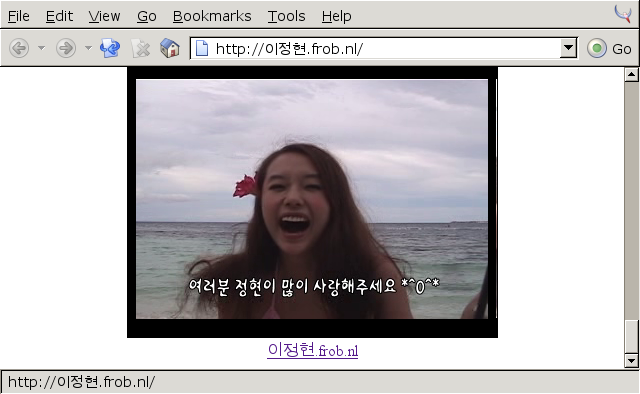 File Edit View Go Bookmarks Tools Help
http://이정현.frob.nl/ Go
여러분 정현이 많이 사랑해주세요 *^0^*
이정현.frob.nl
http://이정현.frob.nl/